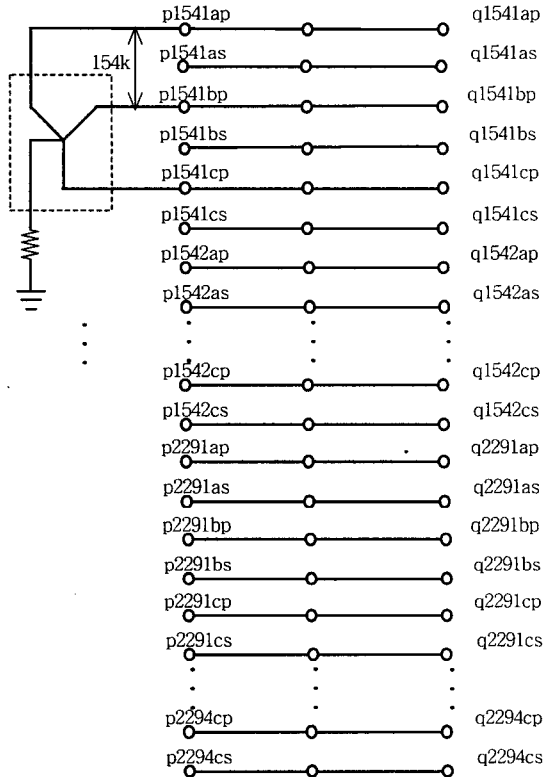 p1541ap q1541ap
154k
p1541as q1541as
p1541bp q1541bp
p1541bs q1541bs
p1541cp q1541cp
p1541cs q1541cs
p1542ap q1542ap
p1542as q1542as
p1542cp q1542cp
p1542cs q1542cs
p2291ap q2291ap
p2291as q2291as
p2291bp q2291bp
p2291bs q2291bs
p2291cp q2291cp
p2291cs q2291cs
p2294cp q2294cp
p2294cs q2294cs